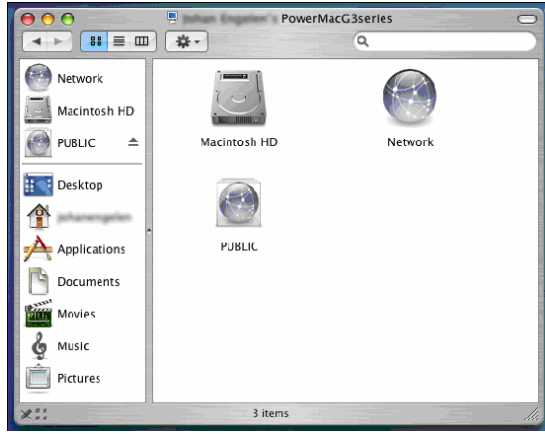 PowerMacG3series
Network
Macintosh HD
PUBLIC
Desktop
Applications
Documents
Movies
Music
Pictures
Macintosh HD
Network
PUBLIC
3 items